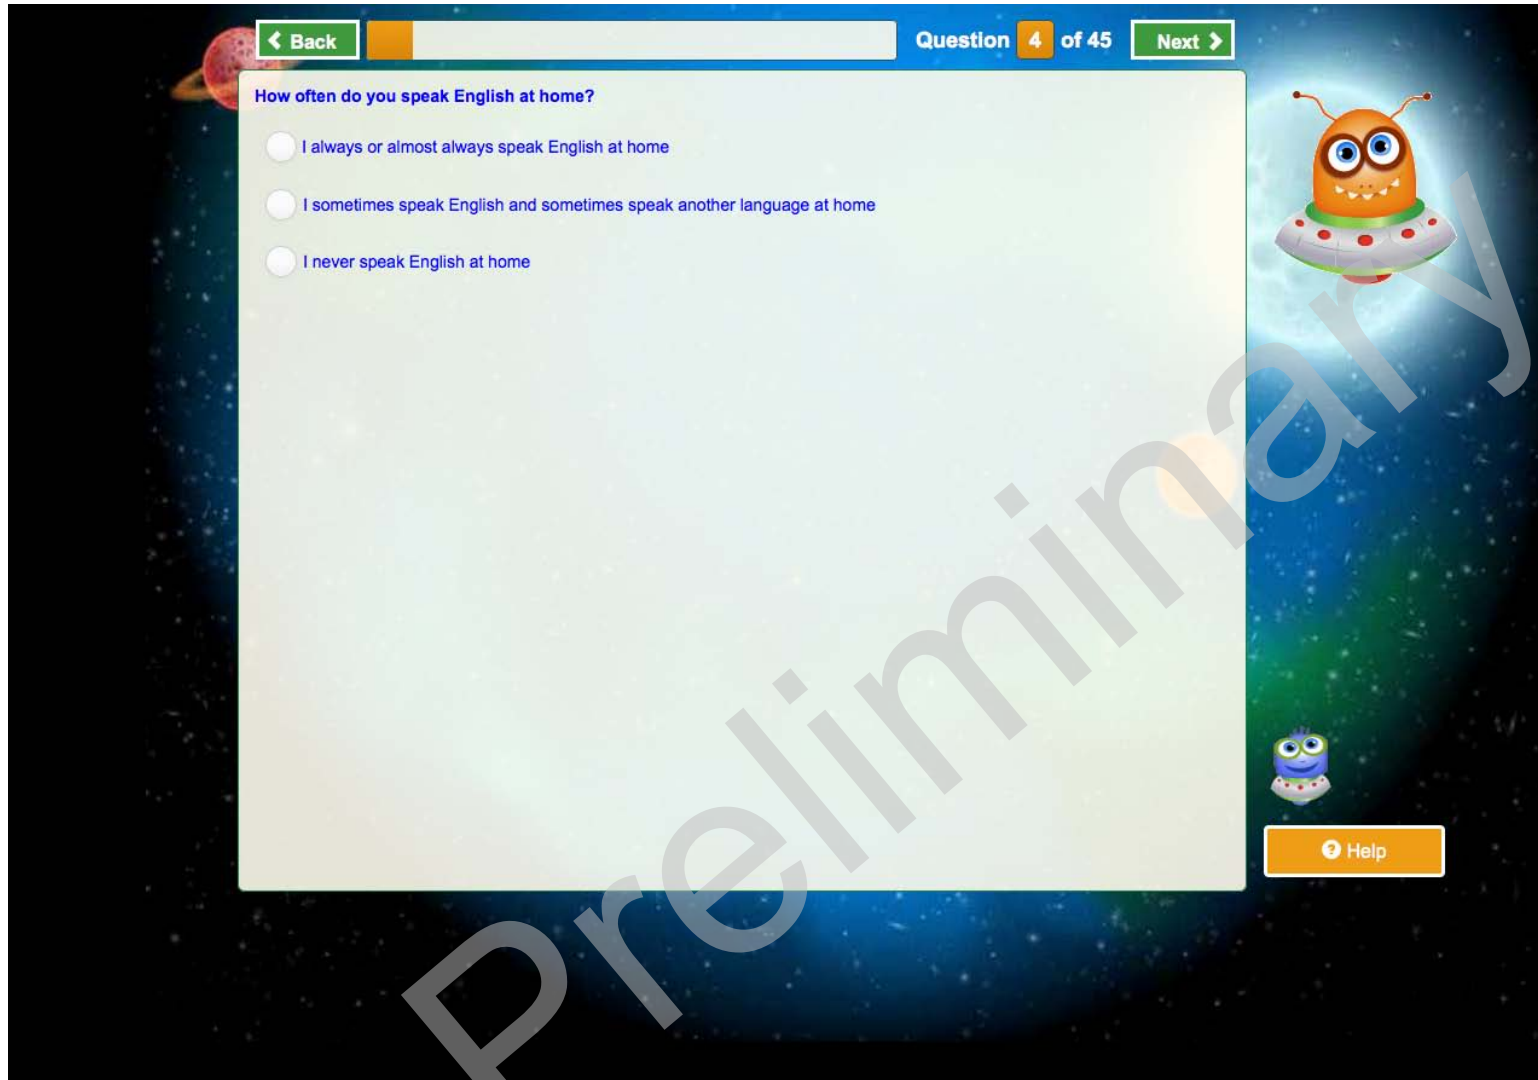 Back
Question 4 of 45
Next
How often do you speak English at home?
I always or almost always speak English at home
I sometimes speak English and sometimes speak another language at home
I never speak English at home
Help
Preliminary